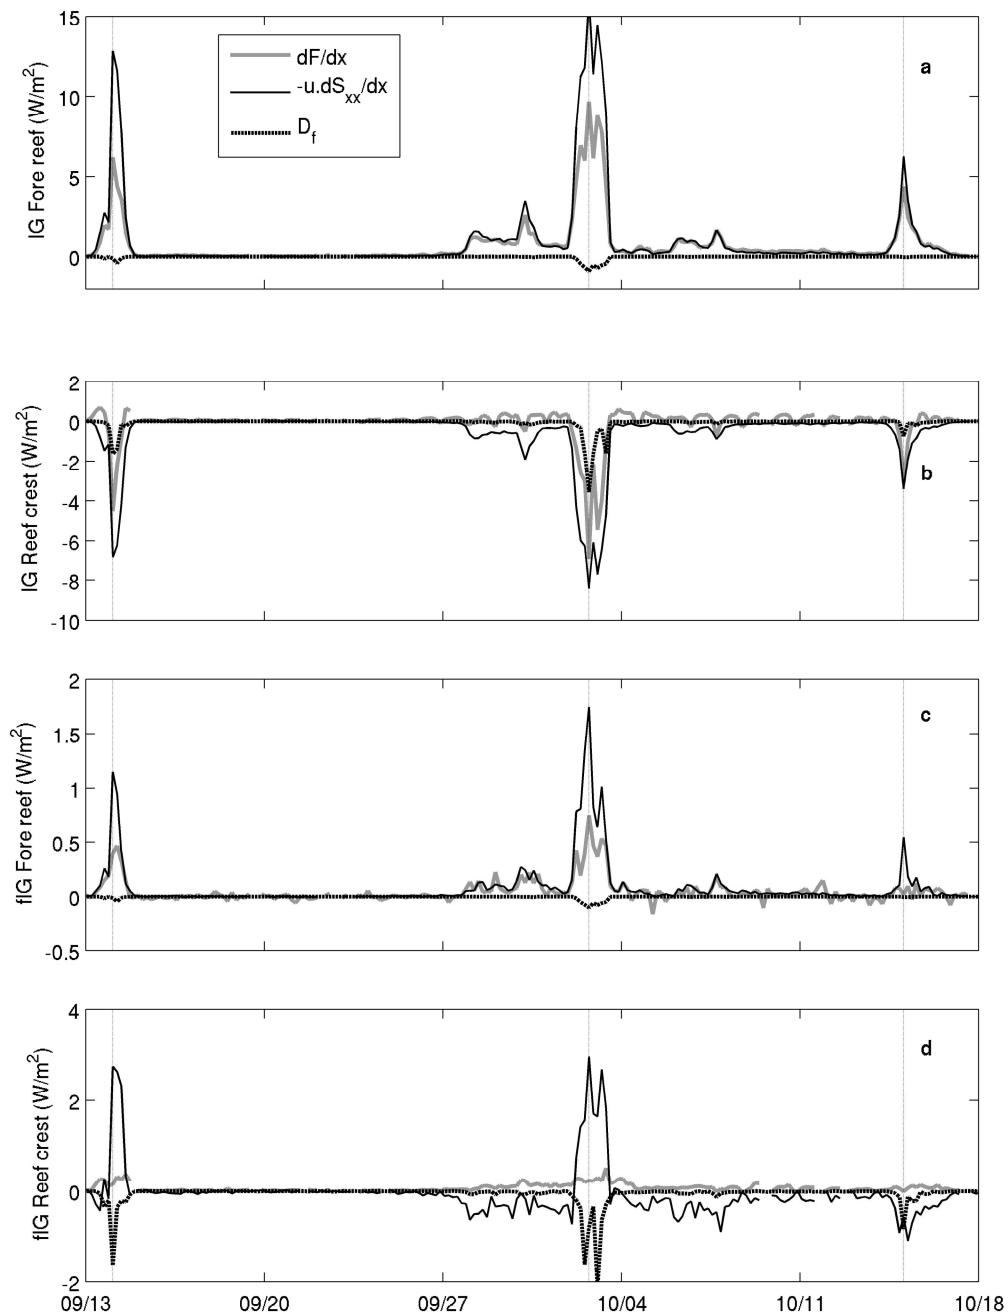 15
10
5
0
IG Fore reef (W/m²)
dF/dx
-u.dSxx/dx
Df
a
2
0
-2
-4
-6
-8
-10
IG Reef crest (W/m²)
b
2
1.5
1
0.5
0
-0.5
fIG Fore reef (W/m²)
c
4
2
0
-2
fIG Reef crest (W/m²)
d
09/13 09/20 09/27 10/04 10/11 10/18